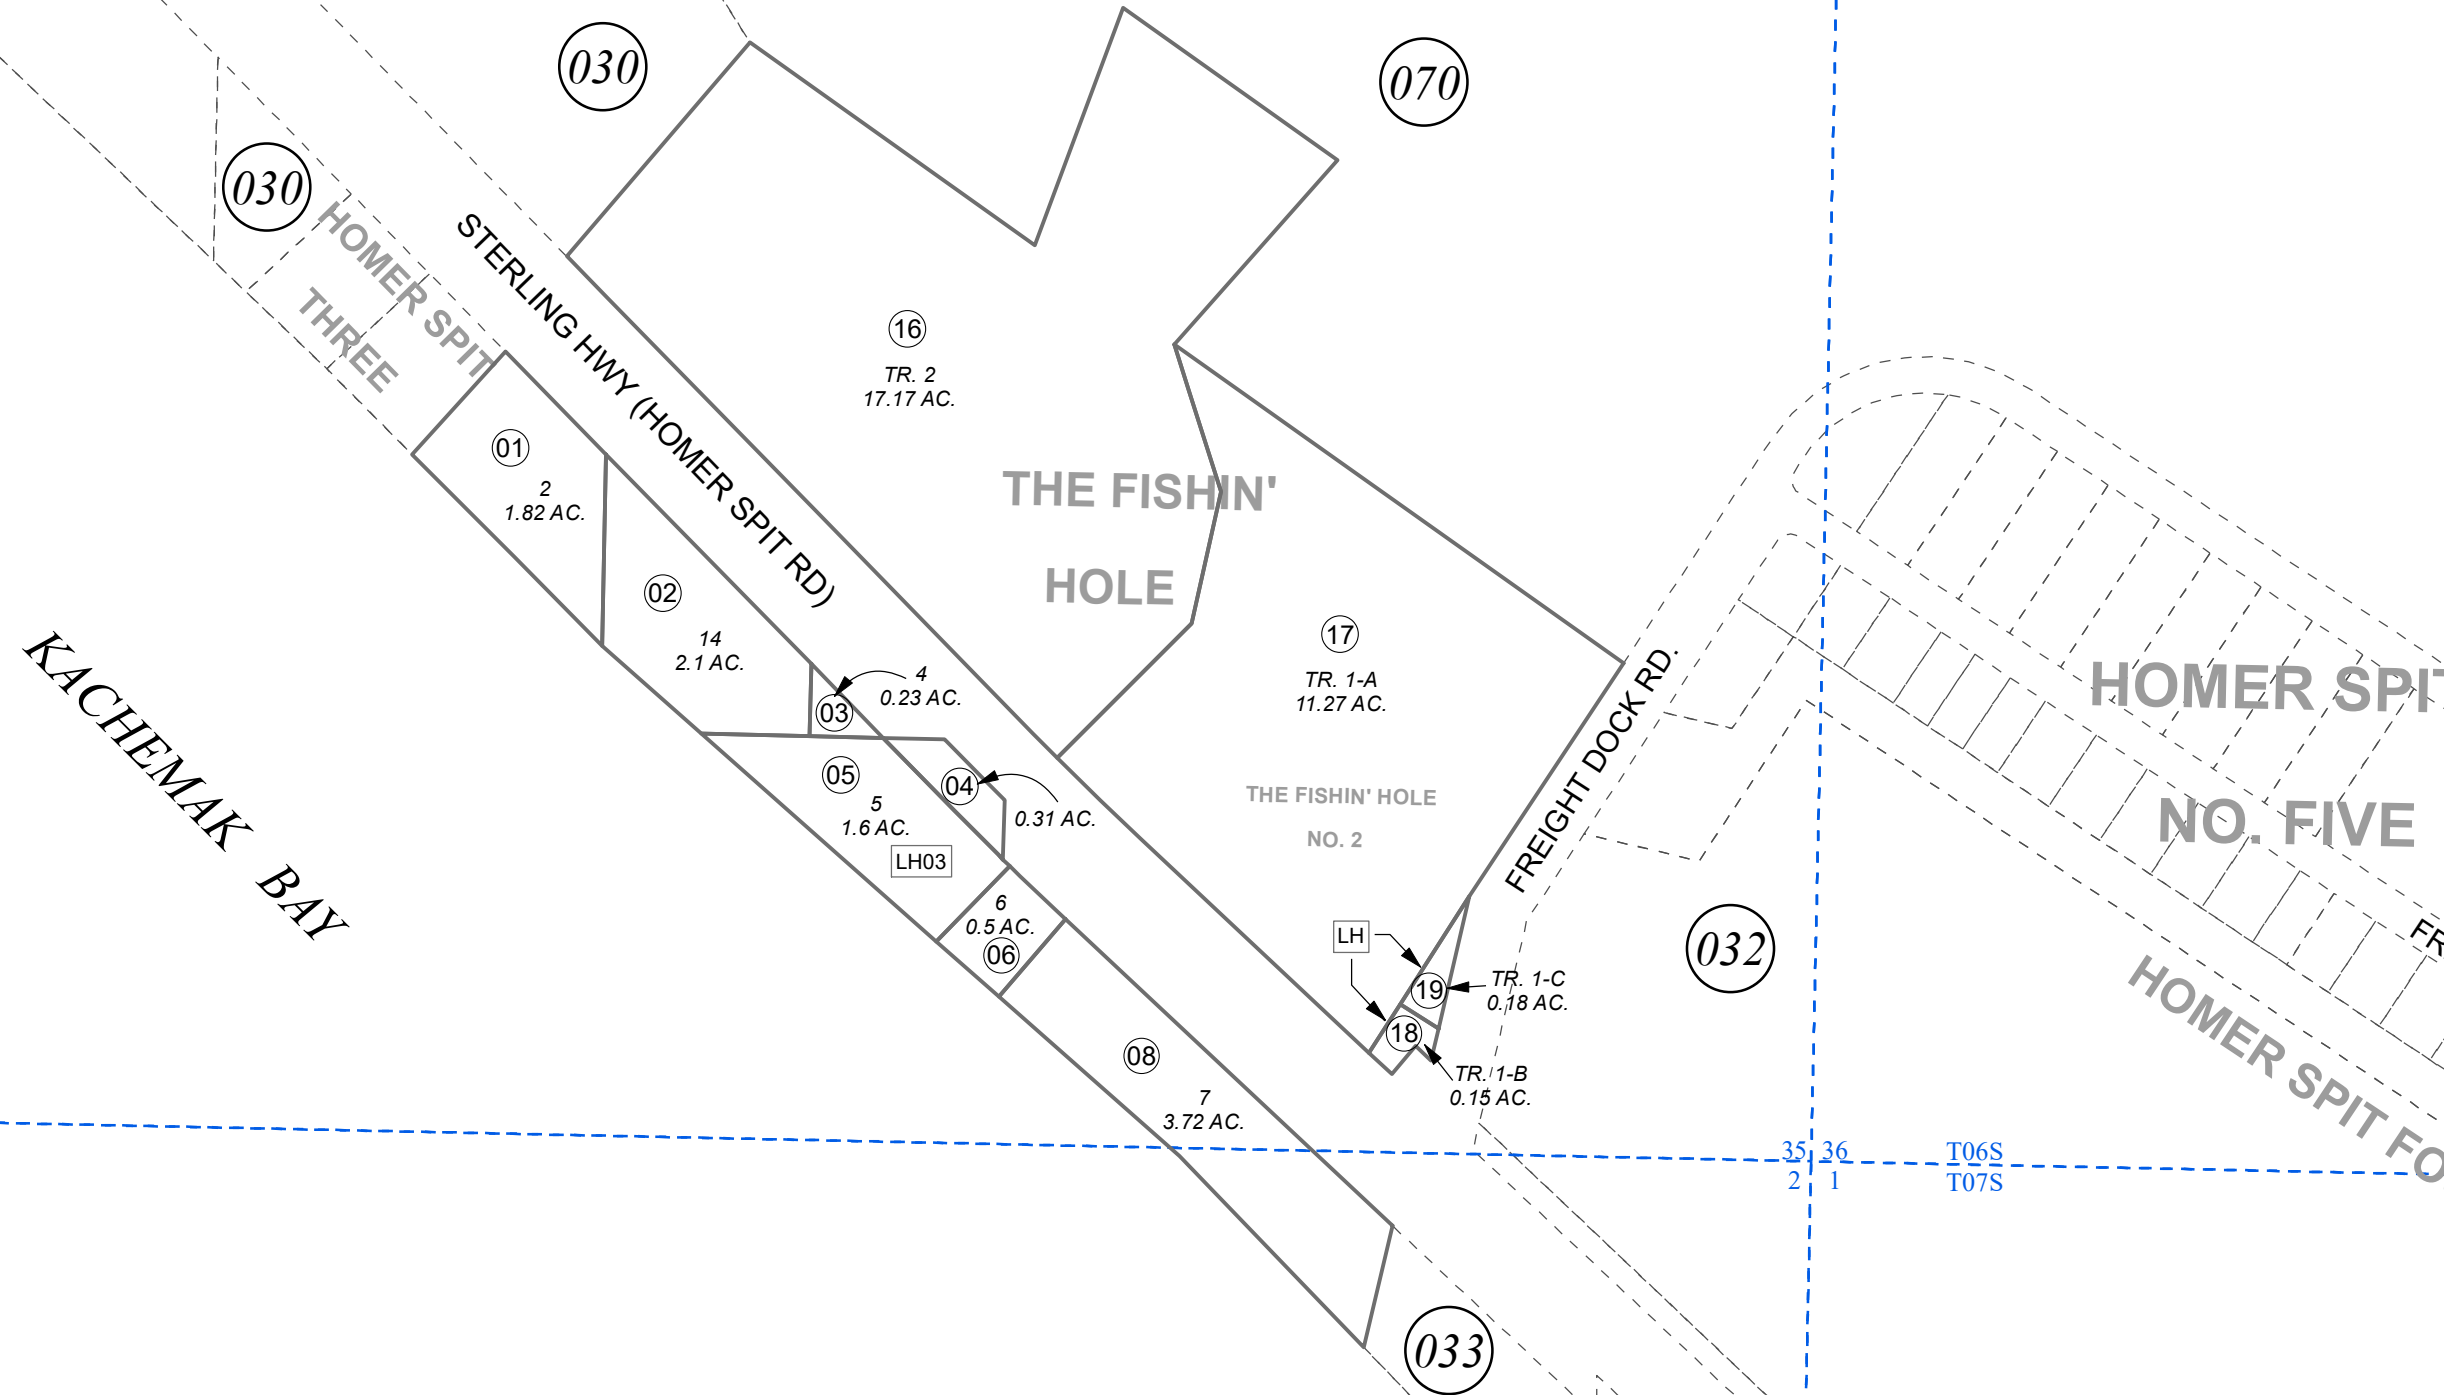 030
070
030
HOMER SPIT
THREE
STERLING HWY (HOMER SPIT RD)
16
TR. 2
17.17 AC.
01
2
1.82 AC.
THE FISHIN'
HOLE
02
14
2.1 AC.
17
TR. 1-A
11.27 AC.
KACHEMAK BAY
4
0.23 AC.
03
FREIGHT DOCK RD.
HOMER SPIT
NO. FIVE
05
5
1.6 AC.
LH03
04
0.31 AC.
THE FISHIN' HOLE
NO. 2
6
0.5 AC.
06
LH
19
TR. 1-C
0.18 AC.
18
TR. 1-B
0.15 AC.
032
FR
HOMER SPIT FO
08
7
3.72 AC.
35 36 T06S
2 1 T07S
033